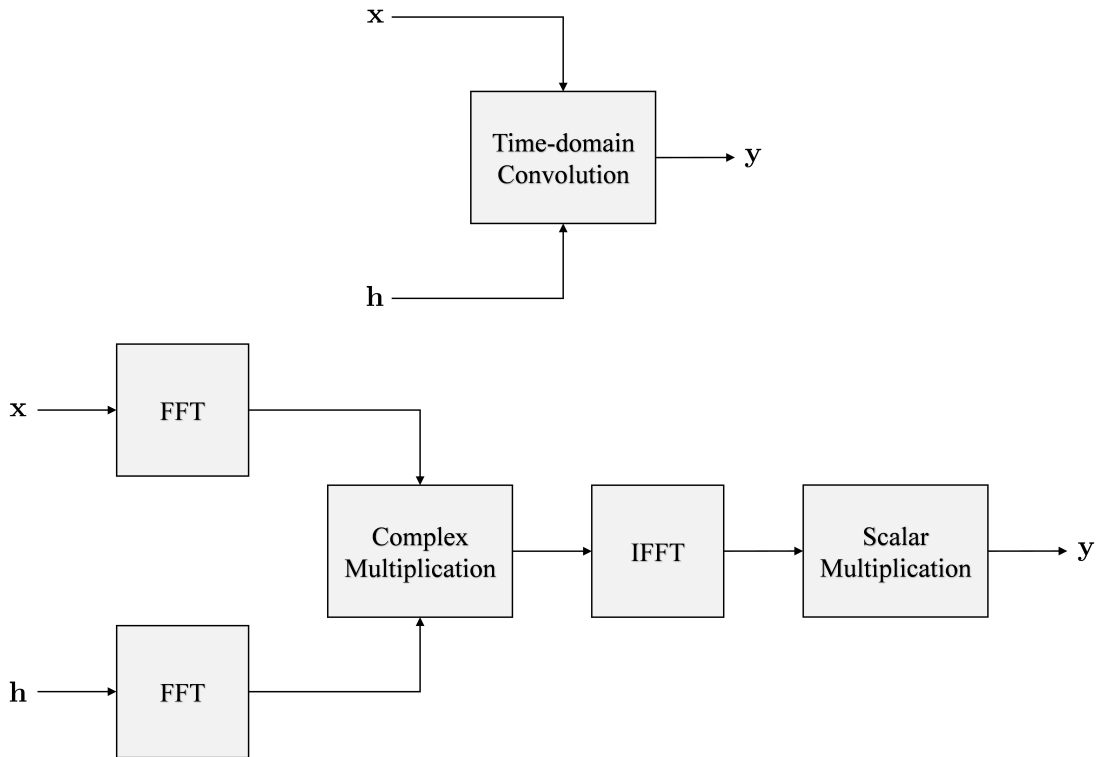 x
Time-domain
Convolution
y
h
x
FFT
Complex
Multiplication
IFFT
Scalar
Multiplication
y
h
FFT